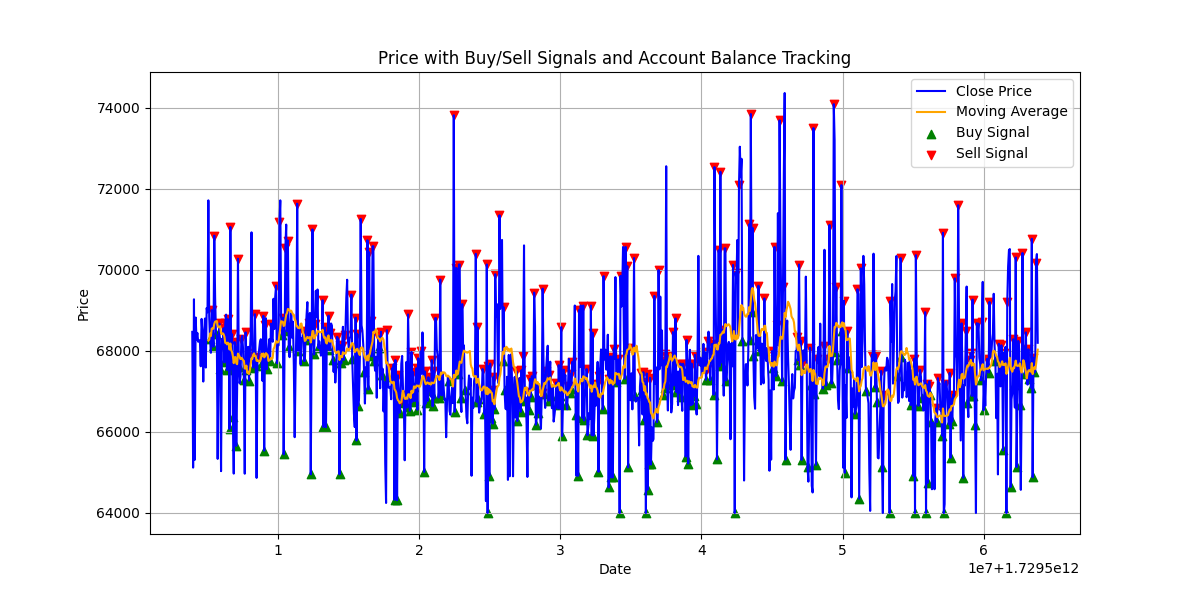 Price with Buy/Sell Signals and Account Balance Tracking
Close Price
Moving Average
Buy Signal
Sell Signal
74000
72000
70000
68000
66000
64000
Price
1
2
3
4
5
6
Date
1e7+1.7295e12